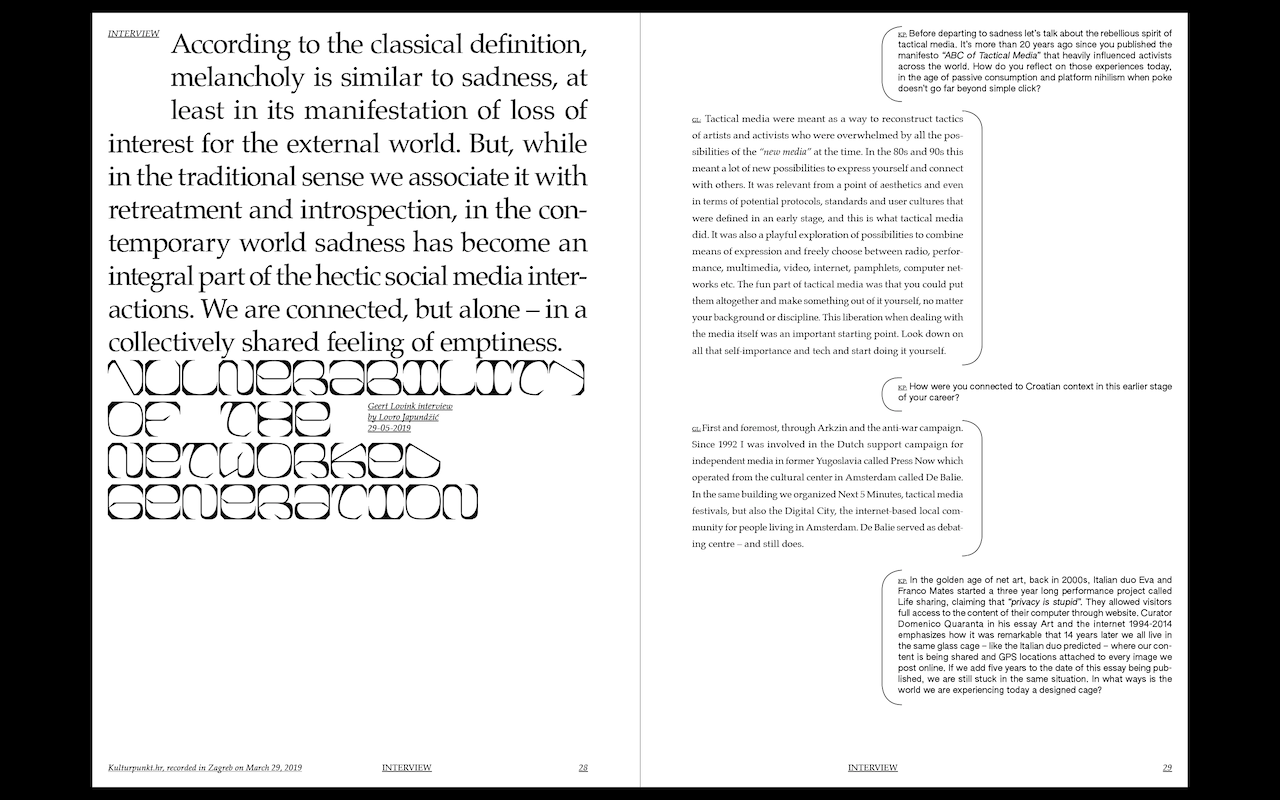 INTERVIEW
According to the classical definition,
melancholy is similar to sadness, at
least in its manifestation of loss of
interest for the external world. But, while
in the traditional sense we associate it with
retreatment and introspection, in the con-
temporary world sadness has become an
integral part of the hectic social media inter-
actions. We are connected, but alone – in a
collectively shared feeling of emptiness.
VULNERABILITY
OF THE
Geert Lovink interview
by Lovro Japundžić
29-05-2019
NETWORKED
GENERATION
Kulturpunkt.hr, recorded in Zagreb on March 29, 2019
INTERVIEW
28
KP: Before departing to sadness let's talk about the rebellious spirit of
tactical media. It's more than 20 years ago since you published the
manifesto “ABC of Tactical Media” that heavily influenced activists
across the world. How do you reflect on those experiences today,
in the age of passive consumption and platform nihilism when poke
doesn't go far beyond simple click?
GL: Tactical media were meant as a way to reconstruct tactics
of artists and activists who were overwhelmed by all the pos-
sibilities of the “new media” at the time. In the 80s and 90s this
meant a lot of new possibilities to express yourself and connect
with others. It was relevant from a point of aesthetics and even
in terms of potential protocols, standards and user cultures that
were defined in an early stage, and this is what tactical media
did. It was also a playful exploration of possibilities to combine
means of expression and freely choose between radio, perfor-
mance, multimedia, video, internet, pamphlets, computer net-
works etc. The fun part of tactical media was that you could put
them altogether and make something out of it yourself, no matter
your background or discipline. This liberation when dealing with
the media itself was an important starting point. Look down on
all that self-importance and tech and start doing it yourself.
KP: How were you connected to Croatian context in this earlier stage
of your career?
GL: First and foremost, through Arkzin and the anti-war campaign.
Since 1992 I was involved in the Dutch support campaign for
independent media in former Yugoslavia called Press Now which
operated from the cultural center in Amsterdam called De Balie.
In the same building we organized Next 5 Minutes, tactical media
festivals, but also the Digital City, the internet-based local com-
munity for people living in Amsterdam. De Balie served as debat-
ing centre – and still does.
KP: In the golden age of net art, back in 2000s, Italian duo Eva and
Franco Mates started a three year long performance project called
Life sharing, claiming that “privacy is stupid”. They allowed visitors
full access to the content of their computer through website. Curator
Domenico Quaranta in his essay Art and the internet 1994-2014
emphasizes how it was remarkable that 14 years later we all live in
the same glass cage – like the Italian duo predicted – where our con-
tent is being shared and GPS locations attached to every image we
post online. If we add five years to the date of this essay being pub-
lished, we are still stuck in the same situation. In what ways is the
world we are experiencing today a designed cage?
INTERVIEW
29